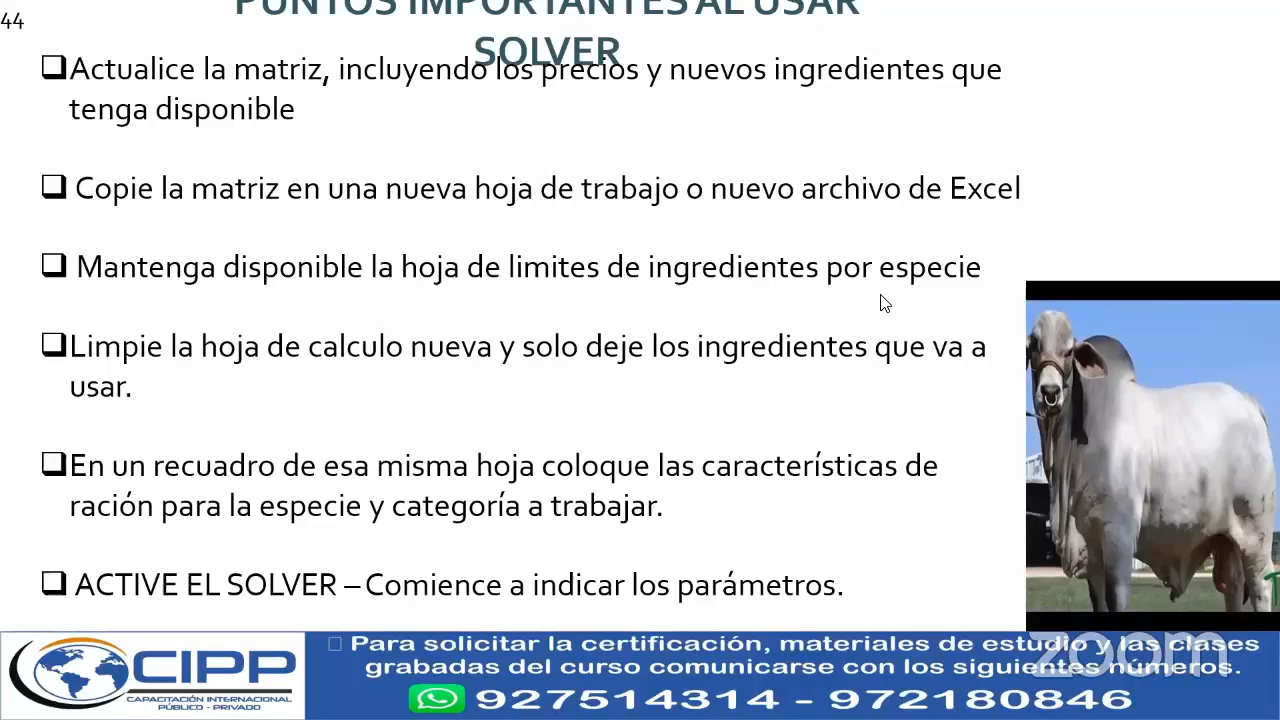 44
PUNTOS IMPORTANTES AL USAR
SOLVER
❑Actualice la matriz, incluyendo los precios y nuevos ingredientes que
tenga disponible
❑ Copie la matriz en una nueva hoja de trabajo o nuevo archivo de Excel
❑ Mantenga disponible la hoja de limites de ingredientes por especie
❑Limpie la hoja de calculo nueva y solo deje los ingredientes que va a
usar.
❑En un recuadro de esa misma hoja coloque las características de
ración para la especie y categoría a trabajar.
❑ ACTIVE EL SOLVER – Comience a indicar los parámetros.
CIPP
CAPACITACIÓN INTERNACIONAL
PÚBLICO - PRIVADO
Para solicitar la certificación, materiales de estudio y las clases
grabadas del curso comunicarse con los siguientes números.
927514314 - 972180846
zoom